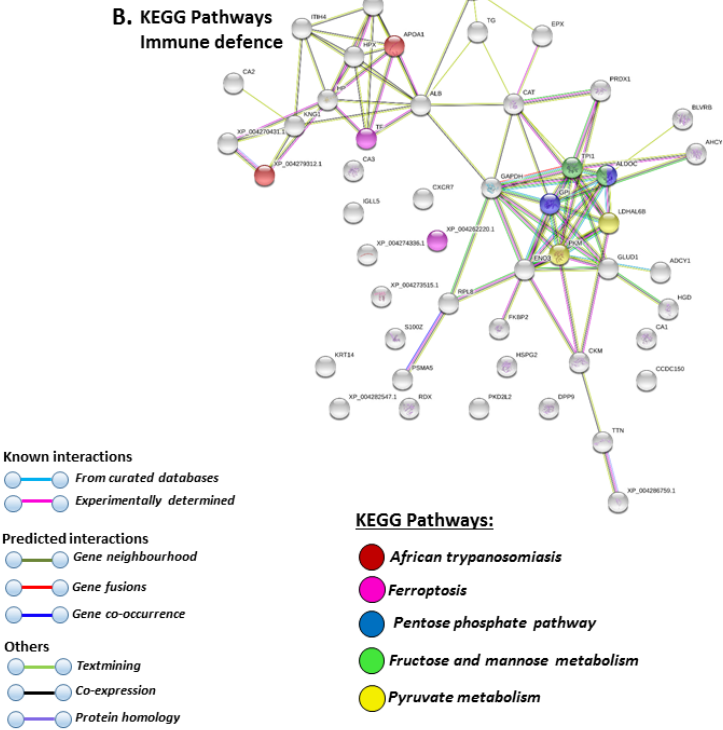 B. KEGG Pathways
Immune defence
ITIH4
TG
EPX
APOA1
HPX
CA2
HP
ALB
CAT
PRDX1
KNG1
BLVRB
XP_004270431.1
TF
AHCY
XP_004279312.1
CA3
TPI1
ALDOC
GAPDH
CXCR7
GPI
IGLL5
LDHAL6B
XP_004262220.1
XP_004274336.1
PKM
ENO3
GLUD1
ADCY1
XP_004273515.1
RPL8
HGD
S100Z
FKBP2
CA1
KRT14
PSMA5
HSPG2
CKM
CCDC150
XP_004282547.1
RDX
PKD2L2
DPP9
TTN
XP_004286759.1
Known interactions
From curated databases
Experimentally determined
Predicted interactions
Gene neighbourhood
Gene fusions
Gene co-occurrence
Others
Textmining
Co-expression
Protein homology
KEGG Pathways:
African trypanosomiasis
Ferroptosis
Pentose phosphate pathway
Fructose and mannose metabolism
Pyruvate metabolism